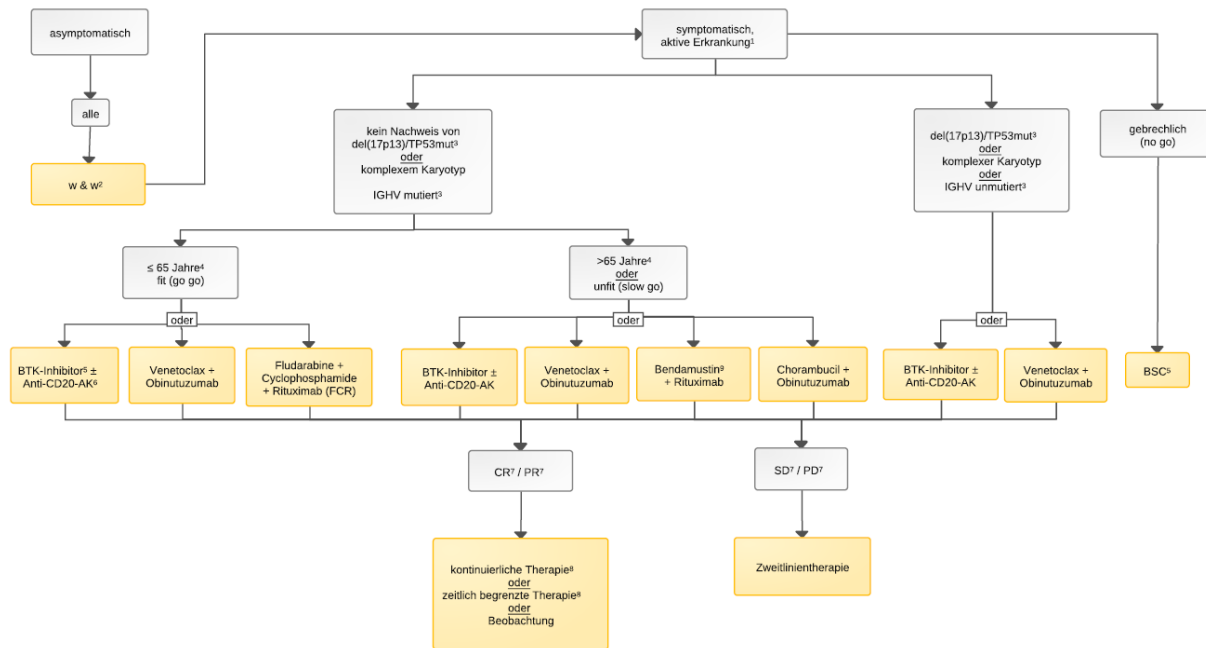 asymptomatisch
symptomatisch,
aktive Erkrankung¹
alle
w & w²
kein Nachweis von
del(17p13)/TP53mut³
oder
komplexem Karyotyp
IGHV mutiert³
del(17p13)/TP53mut³
oder
komplexer Karyotyp
oder
IGHV unmutiert³
gebrechlich
(no go)
≤ 65 Jahre⁴
fit (go go)
>65 Jahre⁴
oder
unfit (slow go)
oder
oder
oder
BTK-Inhibitor⁵ ±
Anti-CD20-AK⁶
Venetoclax +
Obinutuzumab
Fludarabine +
Cyclophosphamide
+ Rituximab (FCR)
BTK-Inhibitor ±
Anti-CD20-AK
Venetoclax +
Obinutuzumab
Bendamustin⁹
+ Rituximab
Chorambucil +
Obinutuzumab
BTK-Inhibitor ±
Anti-CD20-AK
Venetoclax +
Obinutuzumab
BSC⁵
CR⁷ / PR⁷
SD⁷ / PD⁷
kontinuierliche Therapie⁸
oder
zeitlich begrenzte Therapie⁸
oder
Beobachtung
Zweitlinientherapie